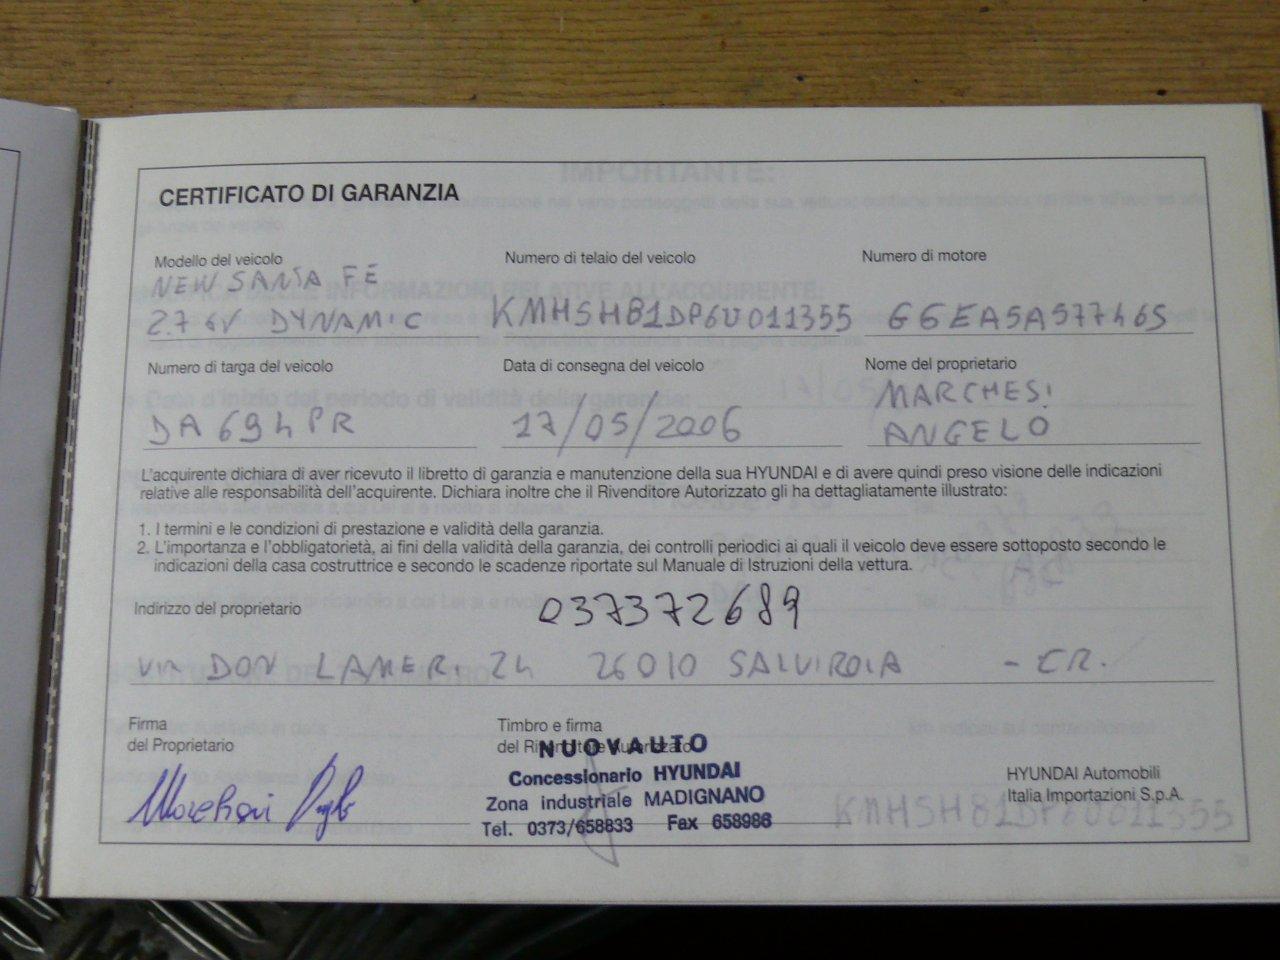 CERTIFICATO DI GARANZIA
Modello del veicolo
NEW SANTA FE
2.7 6V DYNAMIC
Numero di telaio del veicolo
KMHSH81DP6U011355
Numero di motore
G6EA5A577465
Numero di targa del veicolo
DA694PR
Data di consegna del veicolo
17/05/2006
Nome del proprietario
MARCHESI
ANGELO
L'acquirente dichiara di aver ricevuto il libretto di garanzia e manutenzione della sua HYUNDAI e di avere quindi preso visione delle indicazioni
relative alle responsabilità dell'acquirente. Dichiara inoltre che il Rivenditore Autorizzato gli ha dettagliatamente illustrato:
1. I termini e le condizioni di prestazione e validità della garanzia.
2. L'importanza e l'obbligatorietà, ai fini della validità della garanzia, dei controlli periodici ai quali il veicolo deve essere sottoposto secondo le
indicazioni della casa costruttrice e secondo le scadenze riportate sul Manuale di Istruzioni della vettura.
Indirizzo del proprietario
037372689
VIA DON LAMERI 24 26010 SALVIROLA - CR.
Firma
del Proprietario
Timbro e firma
del Rivenditore Autorizzato
NUOVAUTO
Concessionario HYUNDAI
Zona industriale MADIGNANO
Tel. 0373/658833 Fax 658986
HYUNDAI Automobili
Italia Importazioni S.p.A.
KMHSH81DP6U011355